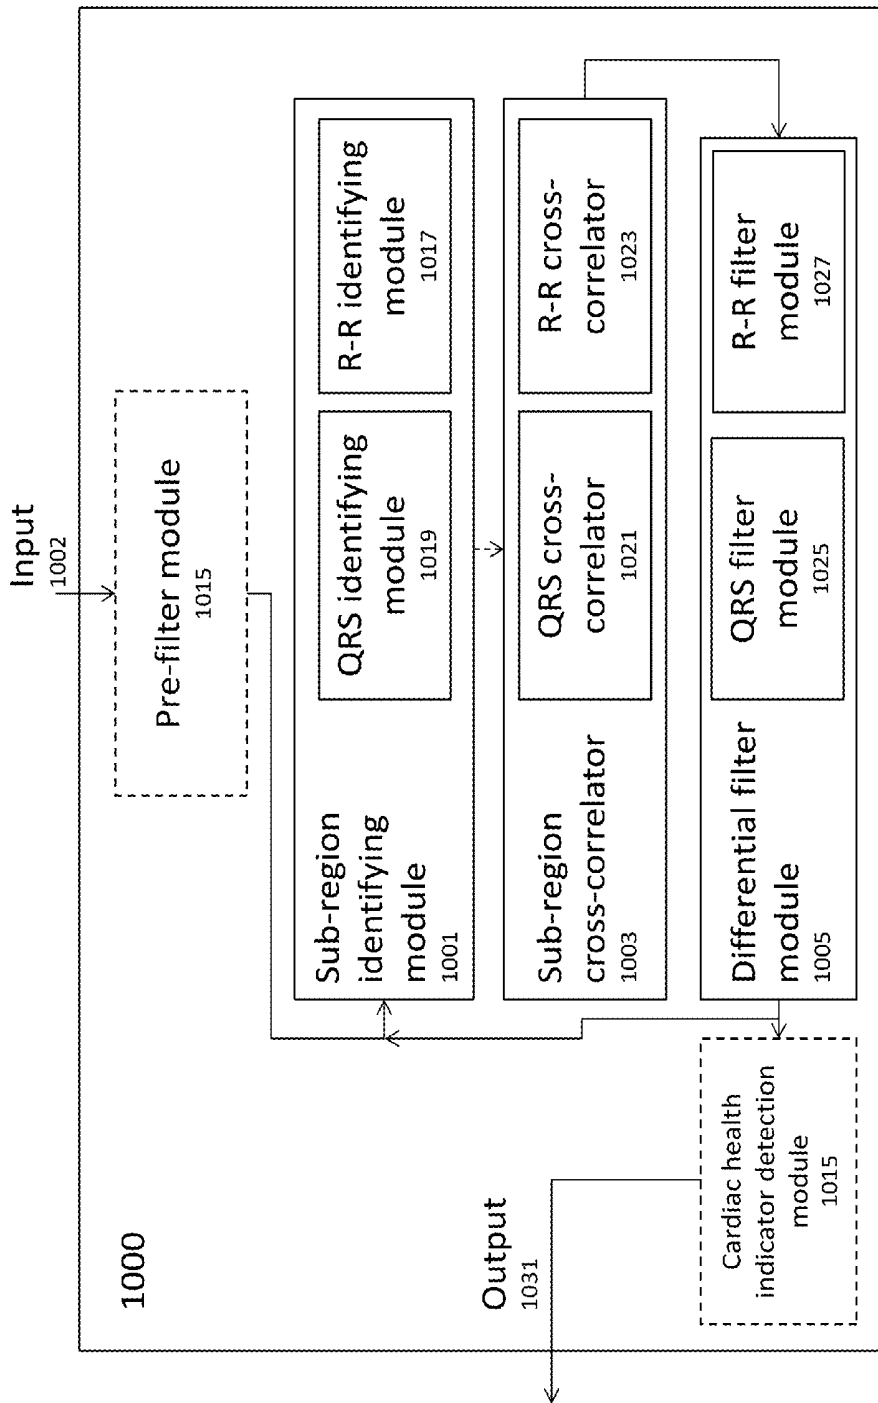 1000
Input
1002
Pre-filter module
1015
Sub-region
identifying
module
1001
QRS identifying
module
1019
R-R identifying
module
1017
Sub-region
cross-correlator
1003
QRS cross-
correlator
1021
R-R cross-
correlator
1023
Differential filter
module
1005
QRS filter
module
1025
R-R filter
module
1027
Cardiac health
indicator detection
module
1015
Output
1031